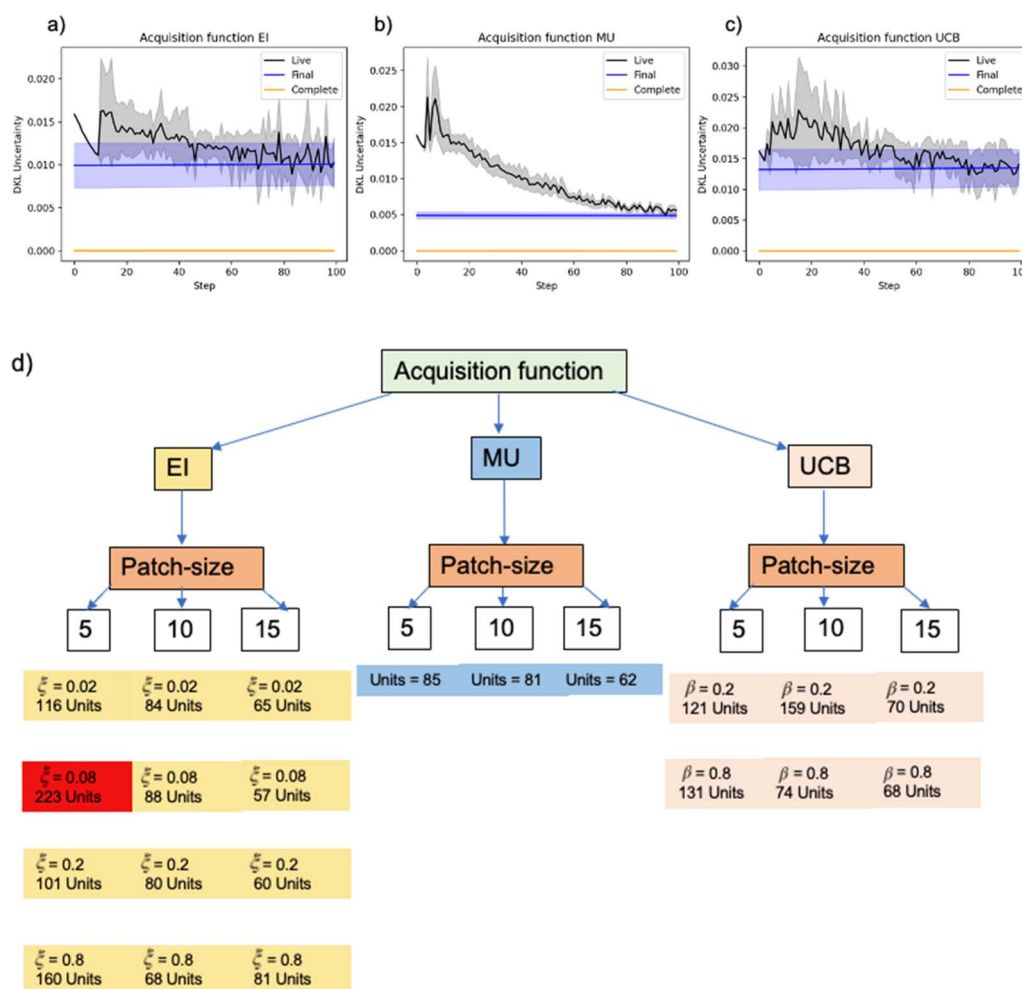 a)
Acquisition function EI
Live
Final
Complete
DKL Uncertainty
0.020
0.015
0.010
0.005
0.000
0
20
40
60
80
100
Step
b)
Acquisition function MU
Live
Final
Complete
DKL Uncertainty
0.025
0.020
0.015
0.010
0.005
0.000
0
20
40
60
80
100
Step
c)
Acquisition function UCB
Live
Final
Complete
DKL Uncertainty
0.030
0.025
0.020
0.015
0.010
0.005
0.000
0
20
40
60
80
100
Step
d)
Acquisition function
EI
MU
UCB
Patch-size
Patch-size
Patch-size
5 10 15
5 10 15
5 10 15
ξ = 0.02 ξ = 0.02 ξ = 0.02
116 Units 84 Units 65 Units
Units = 85 Units = 81 Units = 62
β = 0.2 β = 0.2 β = 0.2
121 Units 159 Units 70 Units
ξ = 0.08 ξ = 0.08 ξ = 0.08
223 Units 88 Units 57 Units
β = 0.8 β = 0.8 β = 0.8
131 Units 74 Units 68 Units
ξ = 0.2 ξ = 0.2 ξ = 0.2
101 Units 80 Units 60 Units
ξ = 0.8 ξ = 0.8 ξ = 0.8
160 Units 68 Units 81 Units